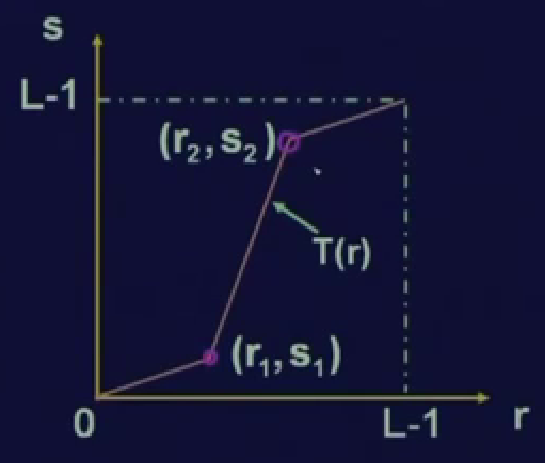 s
L-1
(r₂,s₂)
T(r)
(r₁,s₁)
0
L-1
r